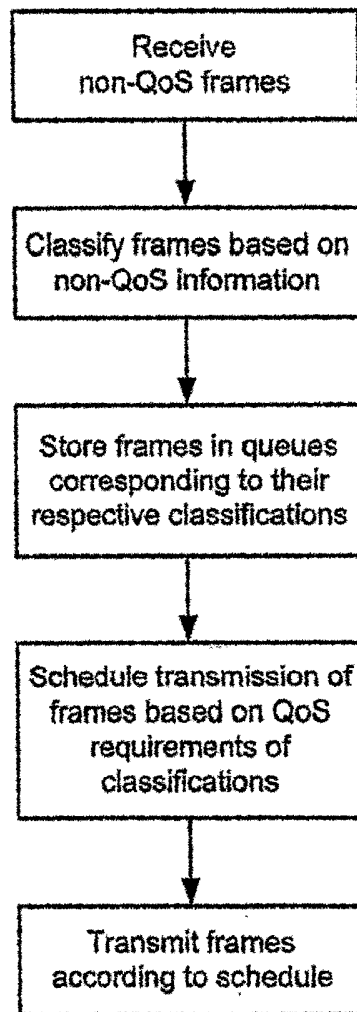 Receive
non-QoS frames
Classify frames based on
non-QoS information
Store frames in queues
corresponding to their
respective classifications
Schedule transmission of
frames based on QoS
requirements of
classifications
Transmit frames
according to schedule